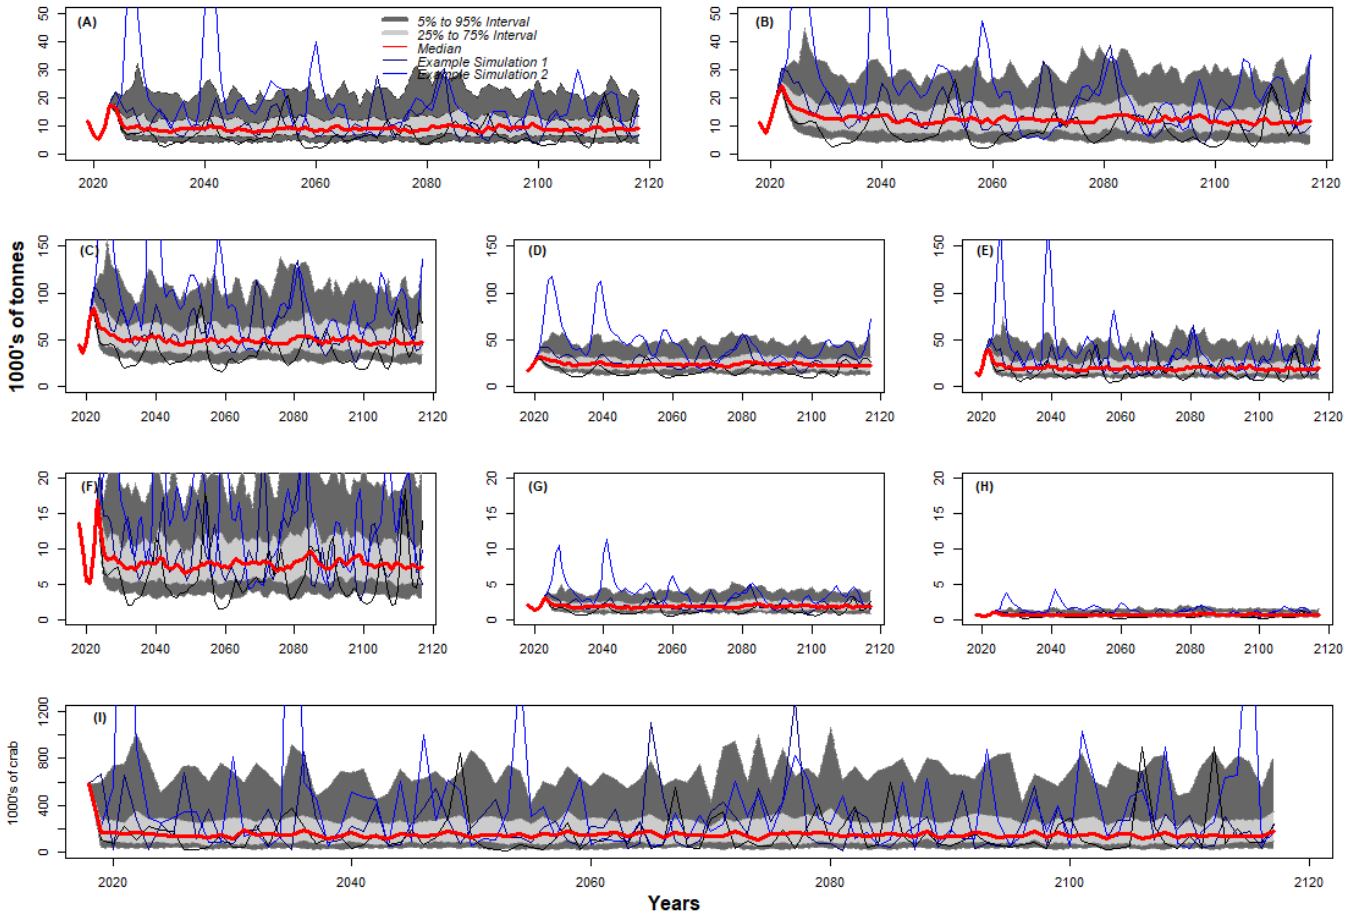 (A)
5% to 95% Interval
25% to 75% Interval
Median
Example Simulation 1
Example Simulation 2
50
40
30
20
10
0
2020 2040 2060 2080 2100 2120
(B)
50
40
30
20
10
0
2020 2040 2060 2080 2100 2120
1000's of tonnes
(C)
150
100
50
0
2020 2040 2060 2080 2100 2120
(D)
150
100
50
0
2020 2040 2060 2080 2100 2120
(E)
150
100
50
0
2020 2040 2060 2080 2100 2120
(F)
20
15
10
5
0
2020 2040 2060 2080 2100 2120
(G)
20
15
10
5
0
2020 2040 2060 2080 2100 2120
(H)
20
15
10
5
0
2020 2040 2060 2080 2100 2120
1000's of crab
(I)
1200
800
400
0
2020 2040 2060 2080 2100 2120
Years